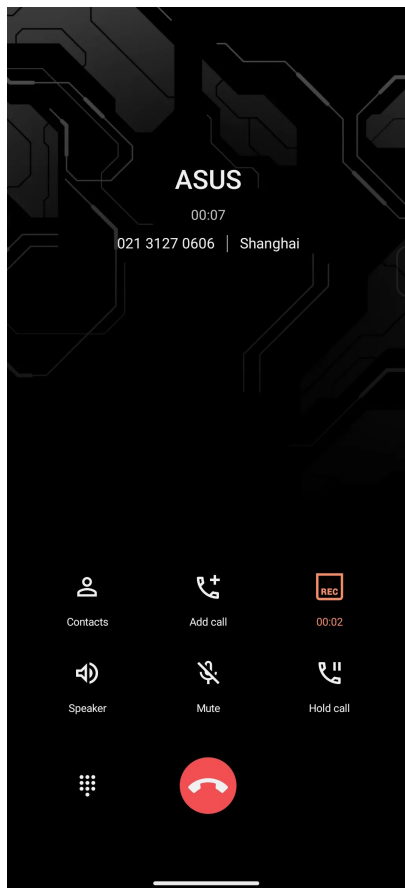 ASUS
00:07
021 3127 0606 | Shanghai
REC
Contacts Add call 00:02
Speaker Mute Hold call